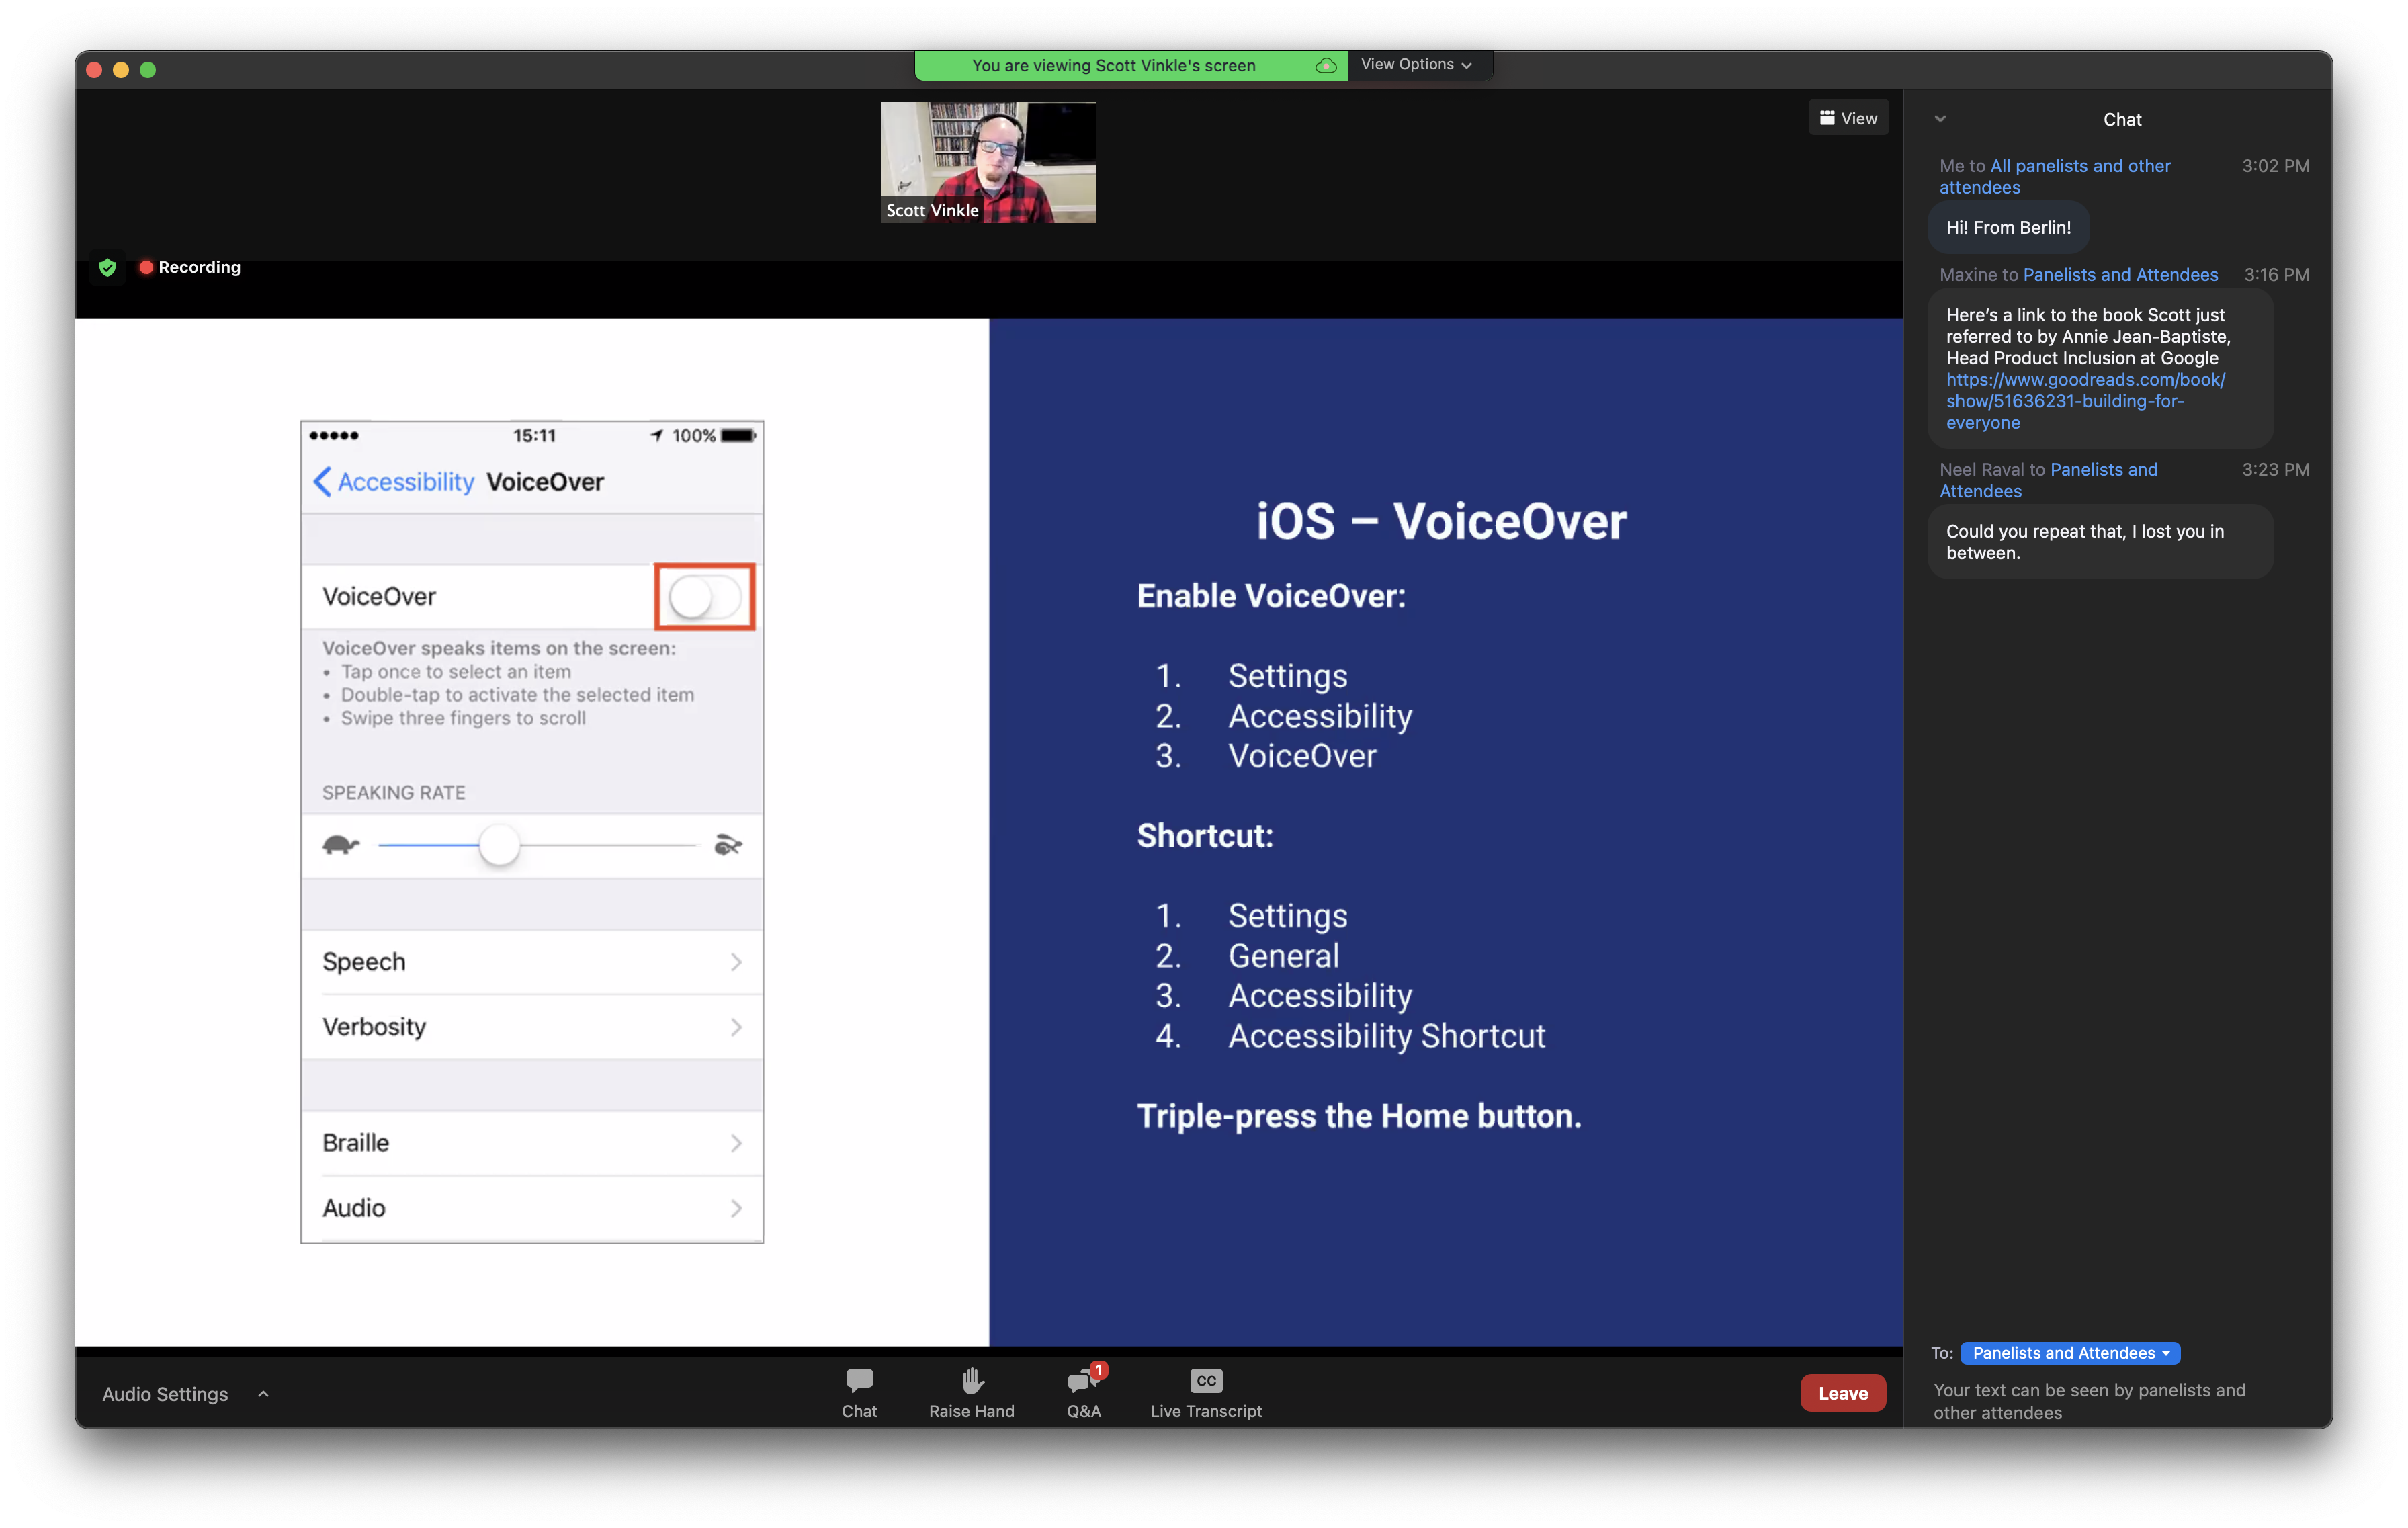 You are viewing Scott Vinkle's screen
View Options
View
Scott Vinkle
Recording
15:11
100%
Accessibility VoiceOver
VoiceOver
VoiceOver speaks items on the screen:
• Tap once to select an item
• Double-tap to activate the selected item
• Swipe three fingers to scroll
SPEAKING RATE
Speech
Verbosity
Braille
Audio
iOS – VoiceOver
Enable VoiceOver:
1. Settings
2. Accessibility
3. VoiceOver
Shortcut:
1. Settings
2. General
3. Accessibility
4. Accessibility Shortcut
Triple-press the Home button.
Chat
Me to All panelists and other 3:02 PM
attendees
Hi! From Berlin!
Maxine to Panelists and Attendees 3:16 PM
Here’s a link to the book Scott just
referred to by Annie Jean-Baptiste,
Head Product Inclusion at Google
https://www.goodreads.com/book/
show/51636231-building-for-
everyone
Neel Raval to Panelists and 3:23 PM
Attendees
Could you repeat that, I lost you in
between.
To: Panelists and Attendees
Your text can be seen by panelists and
other attendees
Audio Settings
Chat
Raise Hand
1
Q&A
CC
Live Transcript
Leave